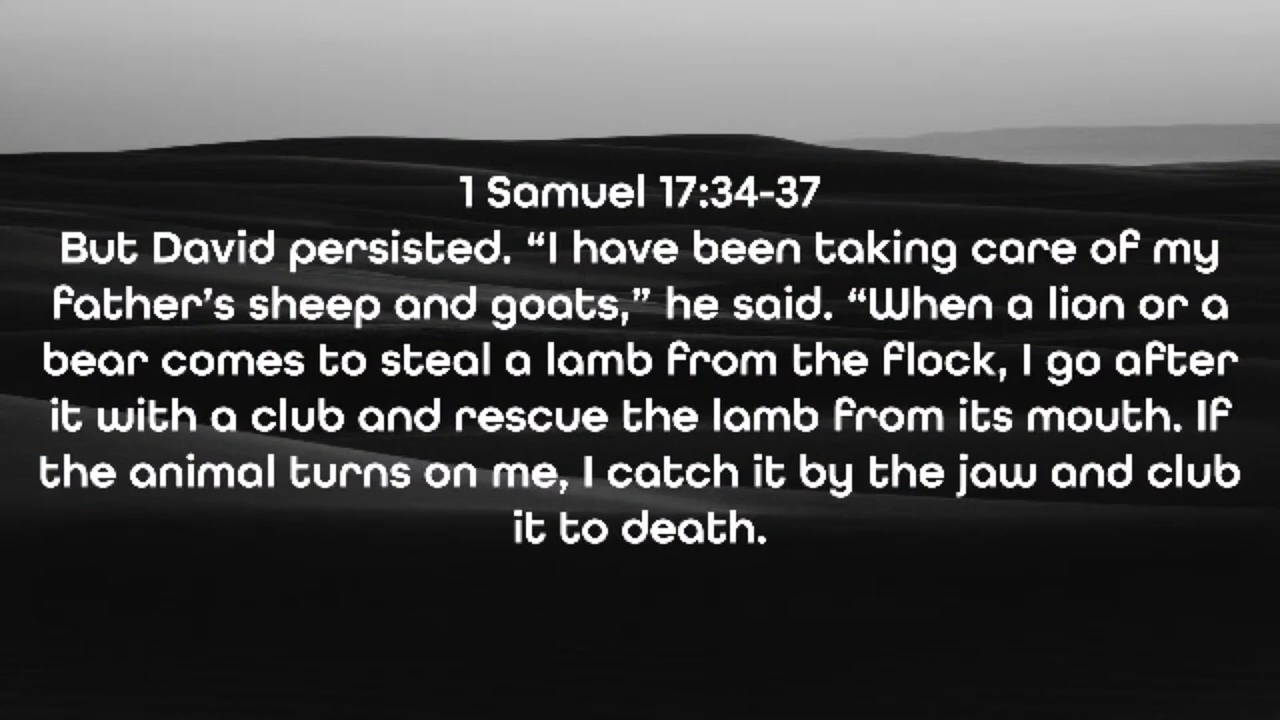 1 Samuel 17:34-37
But David persisted. “I have been taking care of my
father’s sheep and goats,” he said. “When a lion or a
bear comes to steal a lamb from the flock, I go after
it with a club and rescue the lamb from its mouth. If
the animal turns on me, I catch it by the jaw and club
it to death.